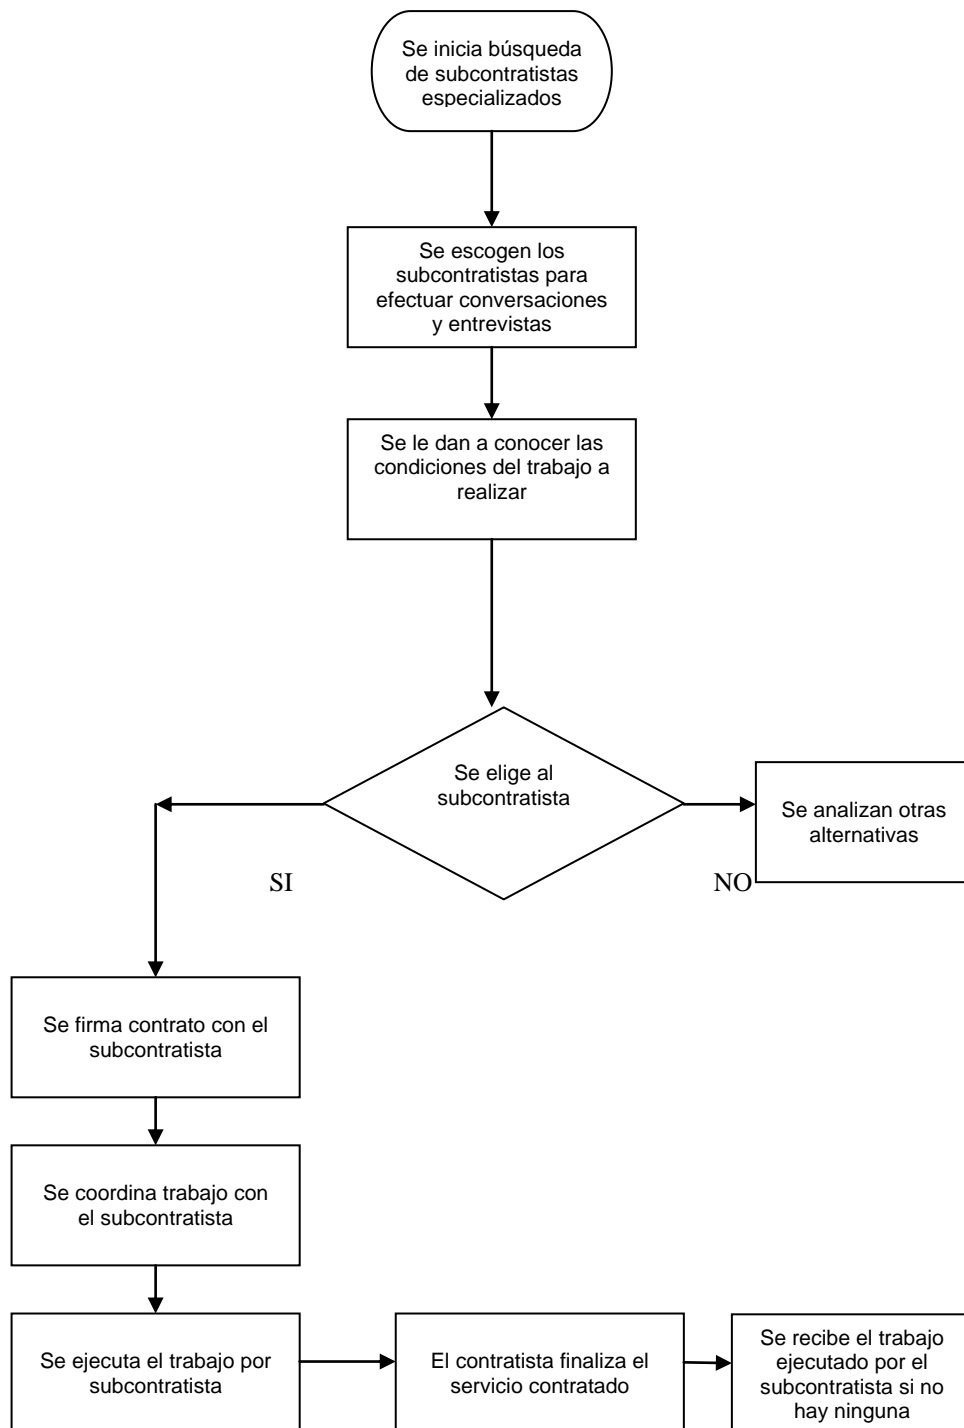 Se inicia búsqueda
de subcontratistas
especializados
Se escogen los
subcontratistas para
efectuar conversaciones
y entrevistas
Se le dan a conocer las
condiciones del trabajo a
realizar
Se elige al
subcontratista
Se analizan otras
alternativas
SI
NO
Se firma contrato con el
subcontratista
Se coordina trabajo con
el subcontratista
Se ejecuta el trabajo por
subcontratista
El contratista finaliza el
servicio contratado
Se recibe el trabajo
ejecutado por el
subcontratista si no
hay ninguna